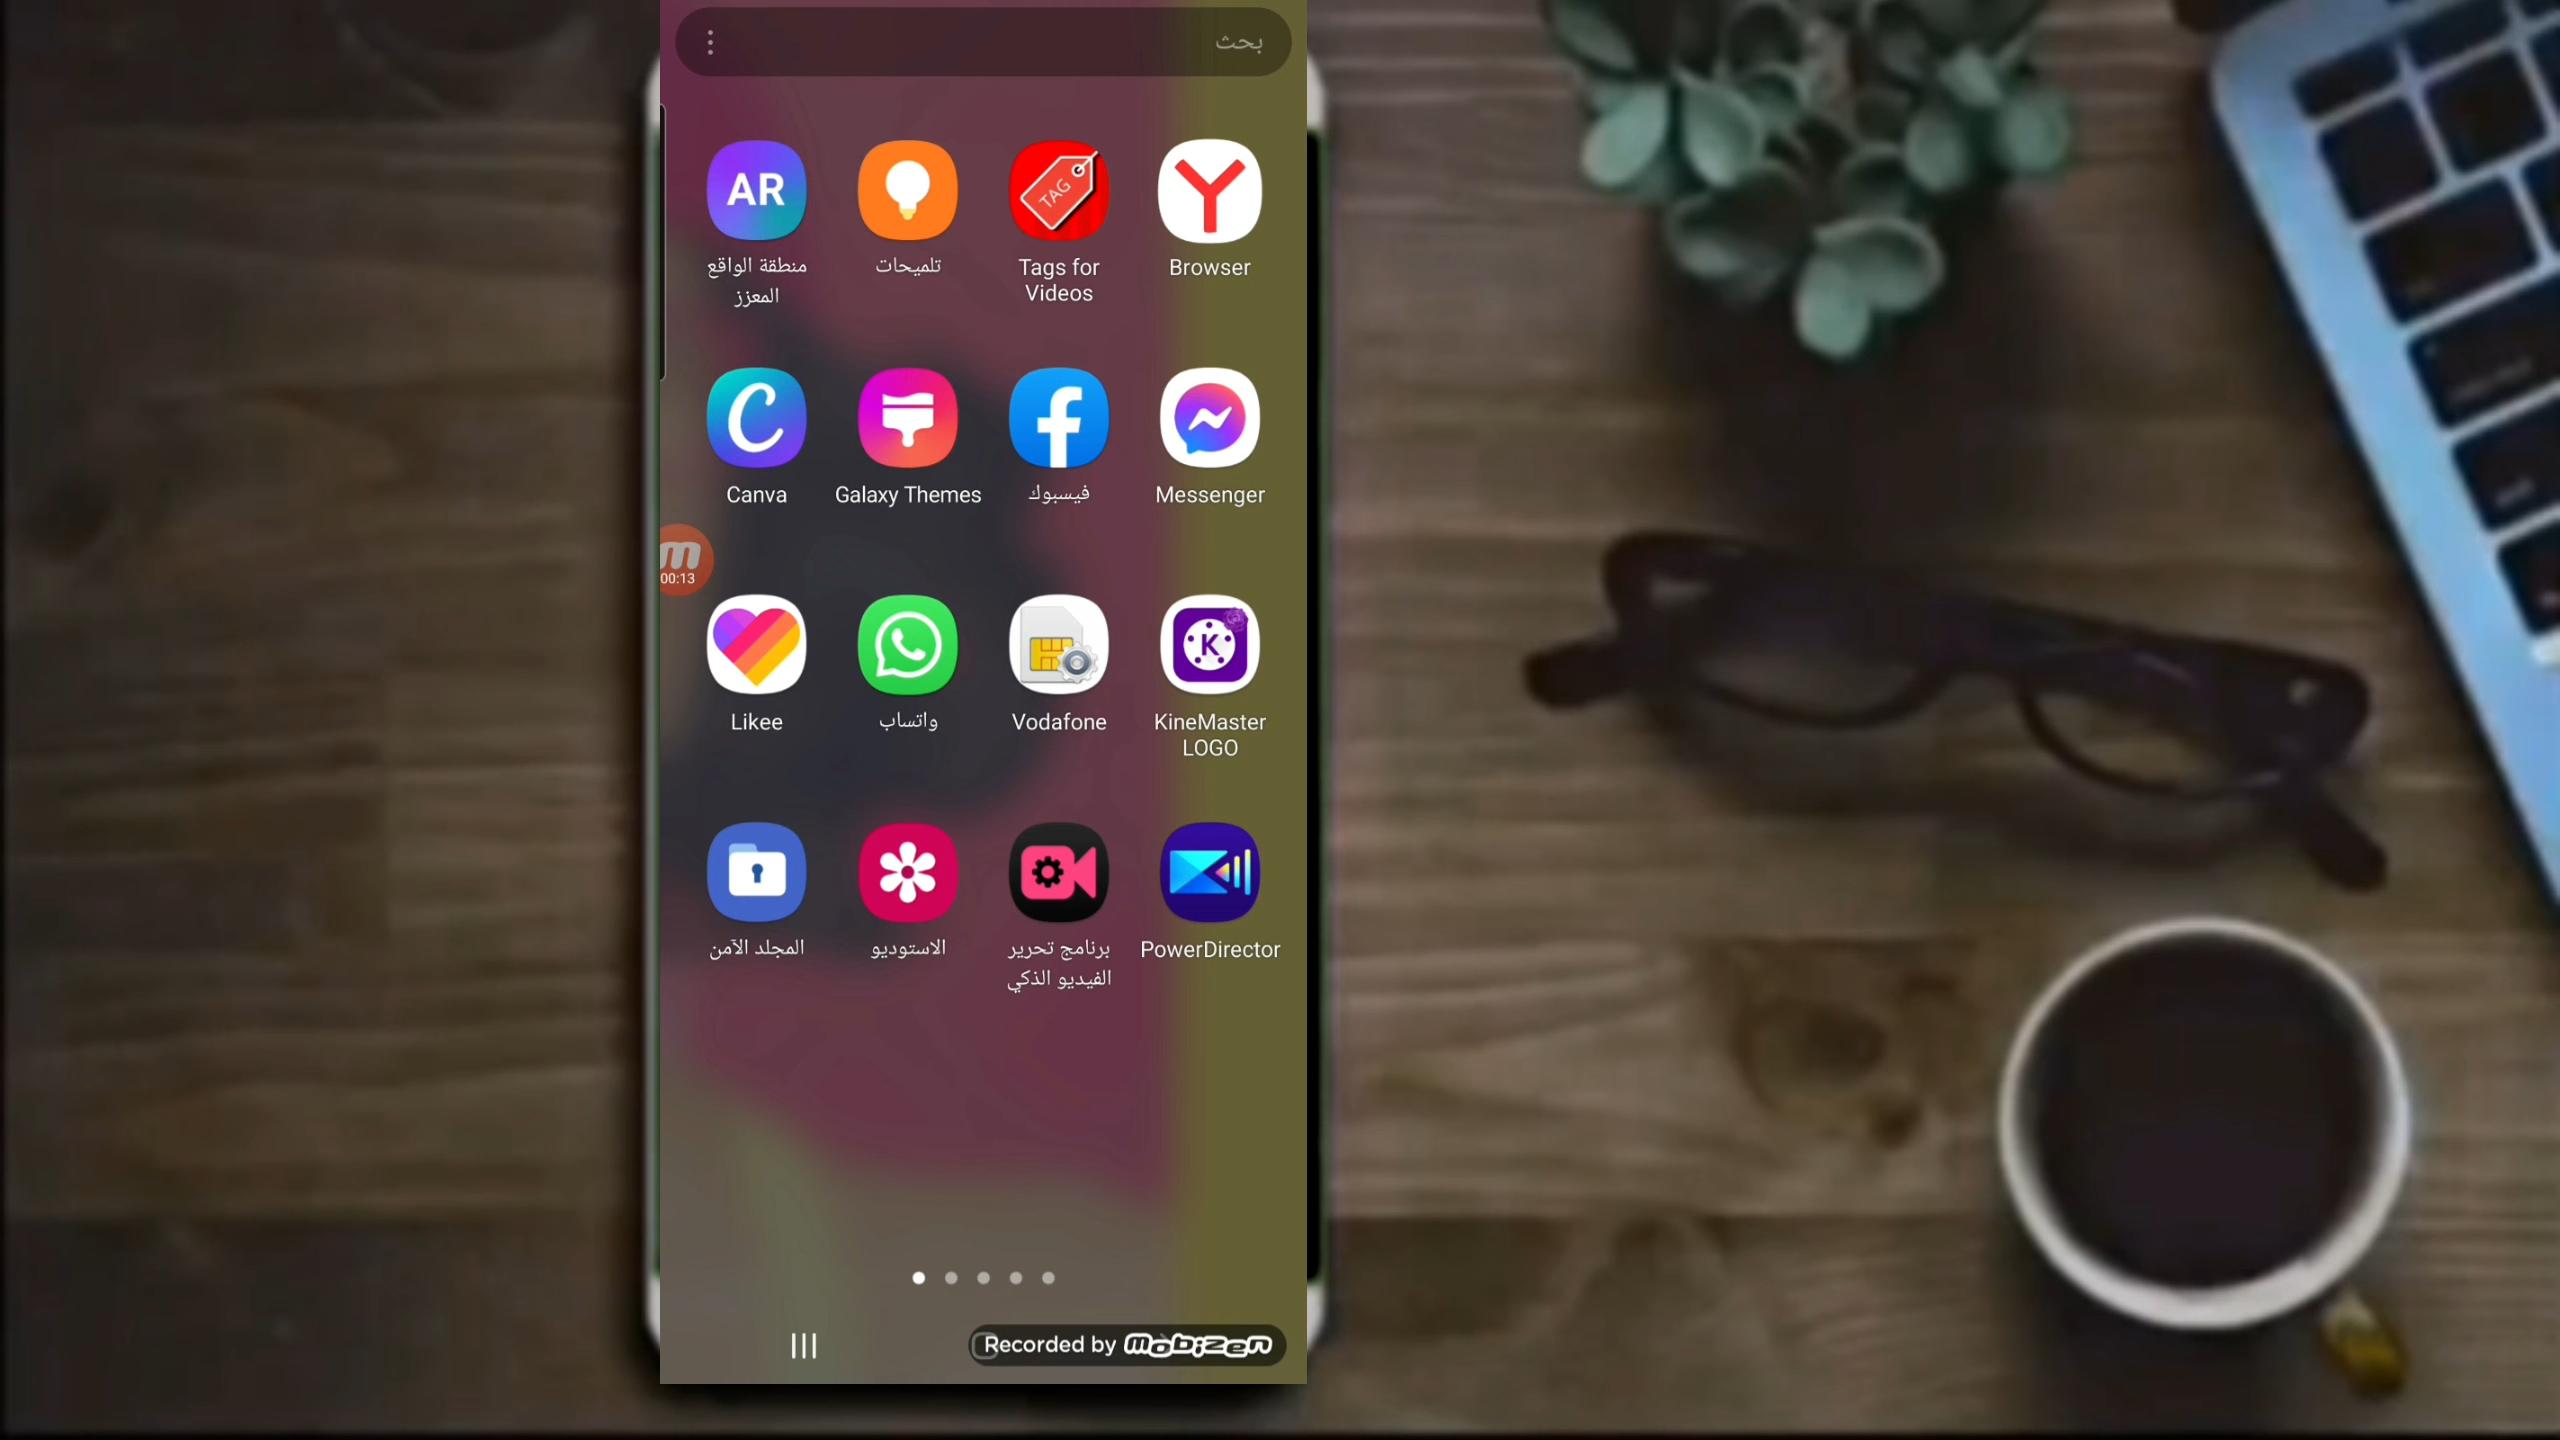 بحث
AR
TAG
منطقة الواقع
المعزز
تلميحات
Tags for
Videos
Browser
Canva
Galaxy Themes
فيسبوك
Messenger
00:13
K
Likee
واتساب
Vodafone
KineMaster
LOGO
المجلد الآمن
الاستوديو
برنامج تحرير
الفيديو الذكي
PowerDirector
Recorded by mobizen